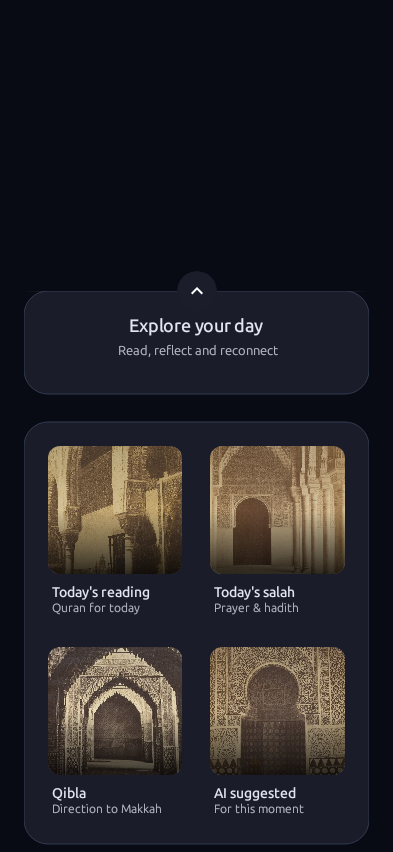 Explore your day
Read, reflect and reconnect
Today's reading
Quran for today
Today's salah
Prayer & hadith
Qibla
Direction to Makkah
AI suggested
For this moment